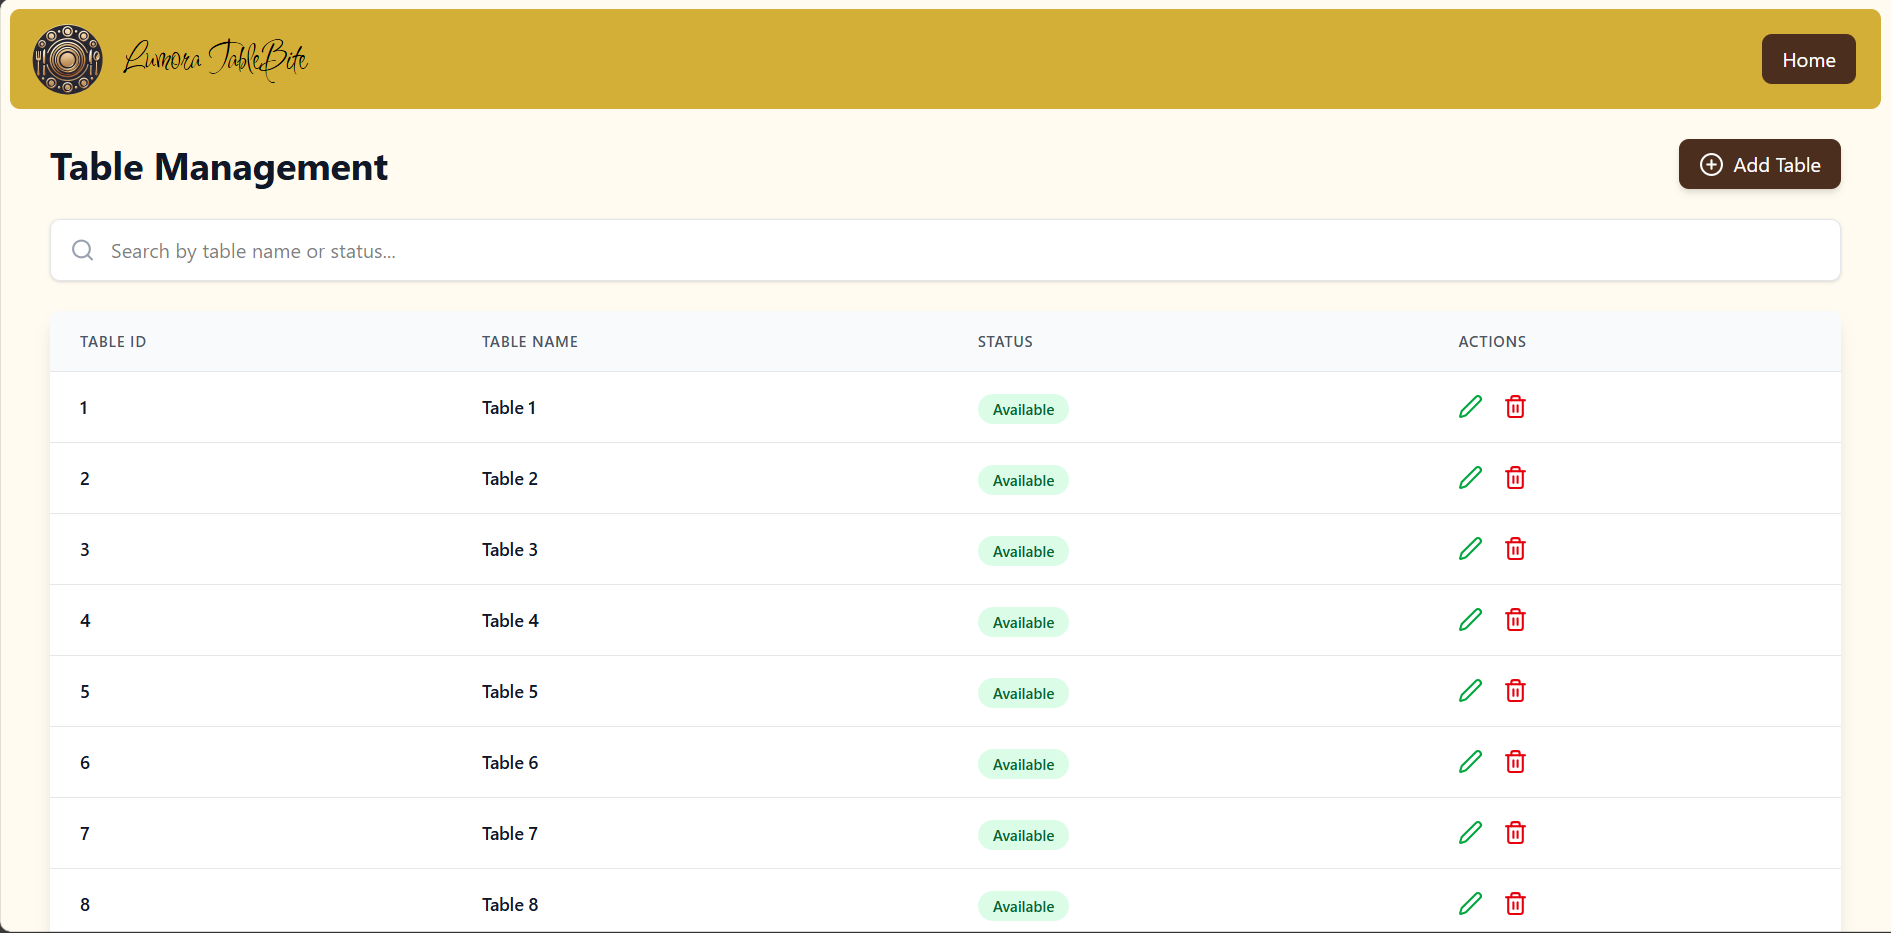 Lumora TableBite
Home
Table Management
Add Table
Search by table name or status...
TABLE ID TABLE NAME STATUS ACTIONS
1 Table 1 Available
2 Table 2 Available
3 Table 3 Available
4 Table 4 Available
5 Table 5 Available
6 Table 6 Available
7 Table 7 Available
8 Table 8 Available